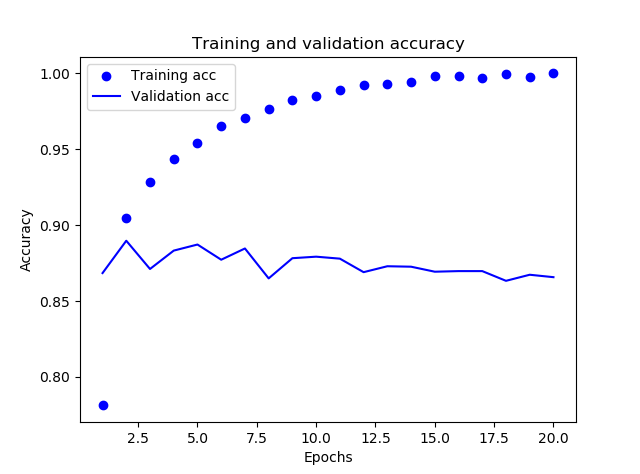 Training and validation accuracy
Training acc
Validation acc
1.00
0.95
0.90
0.85
0.80
Accuracy
2.5 5.0 7.5 10.0 12.5 15.0 17.5 20.0
Epochs